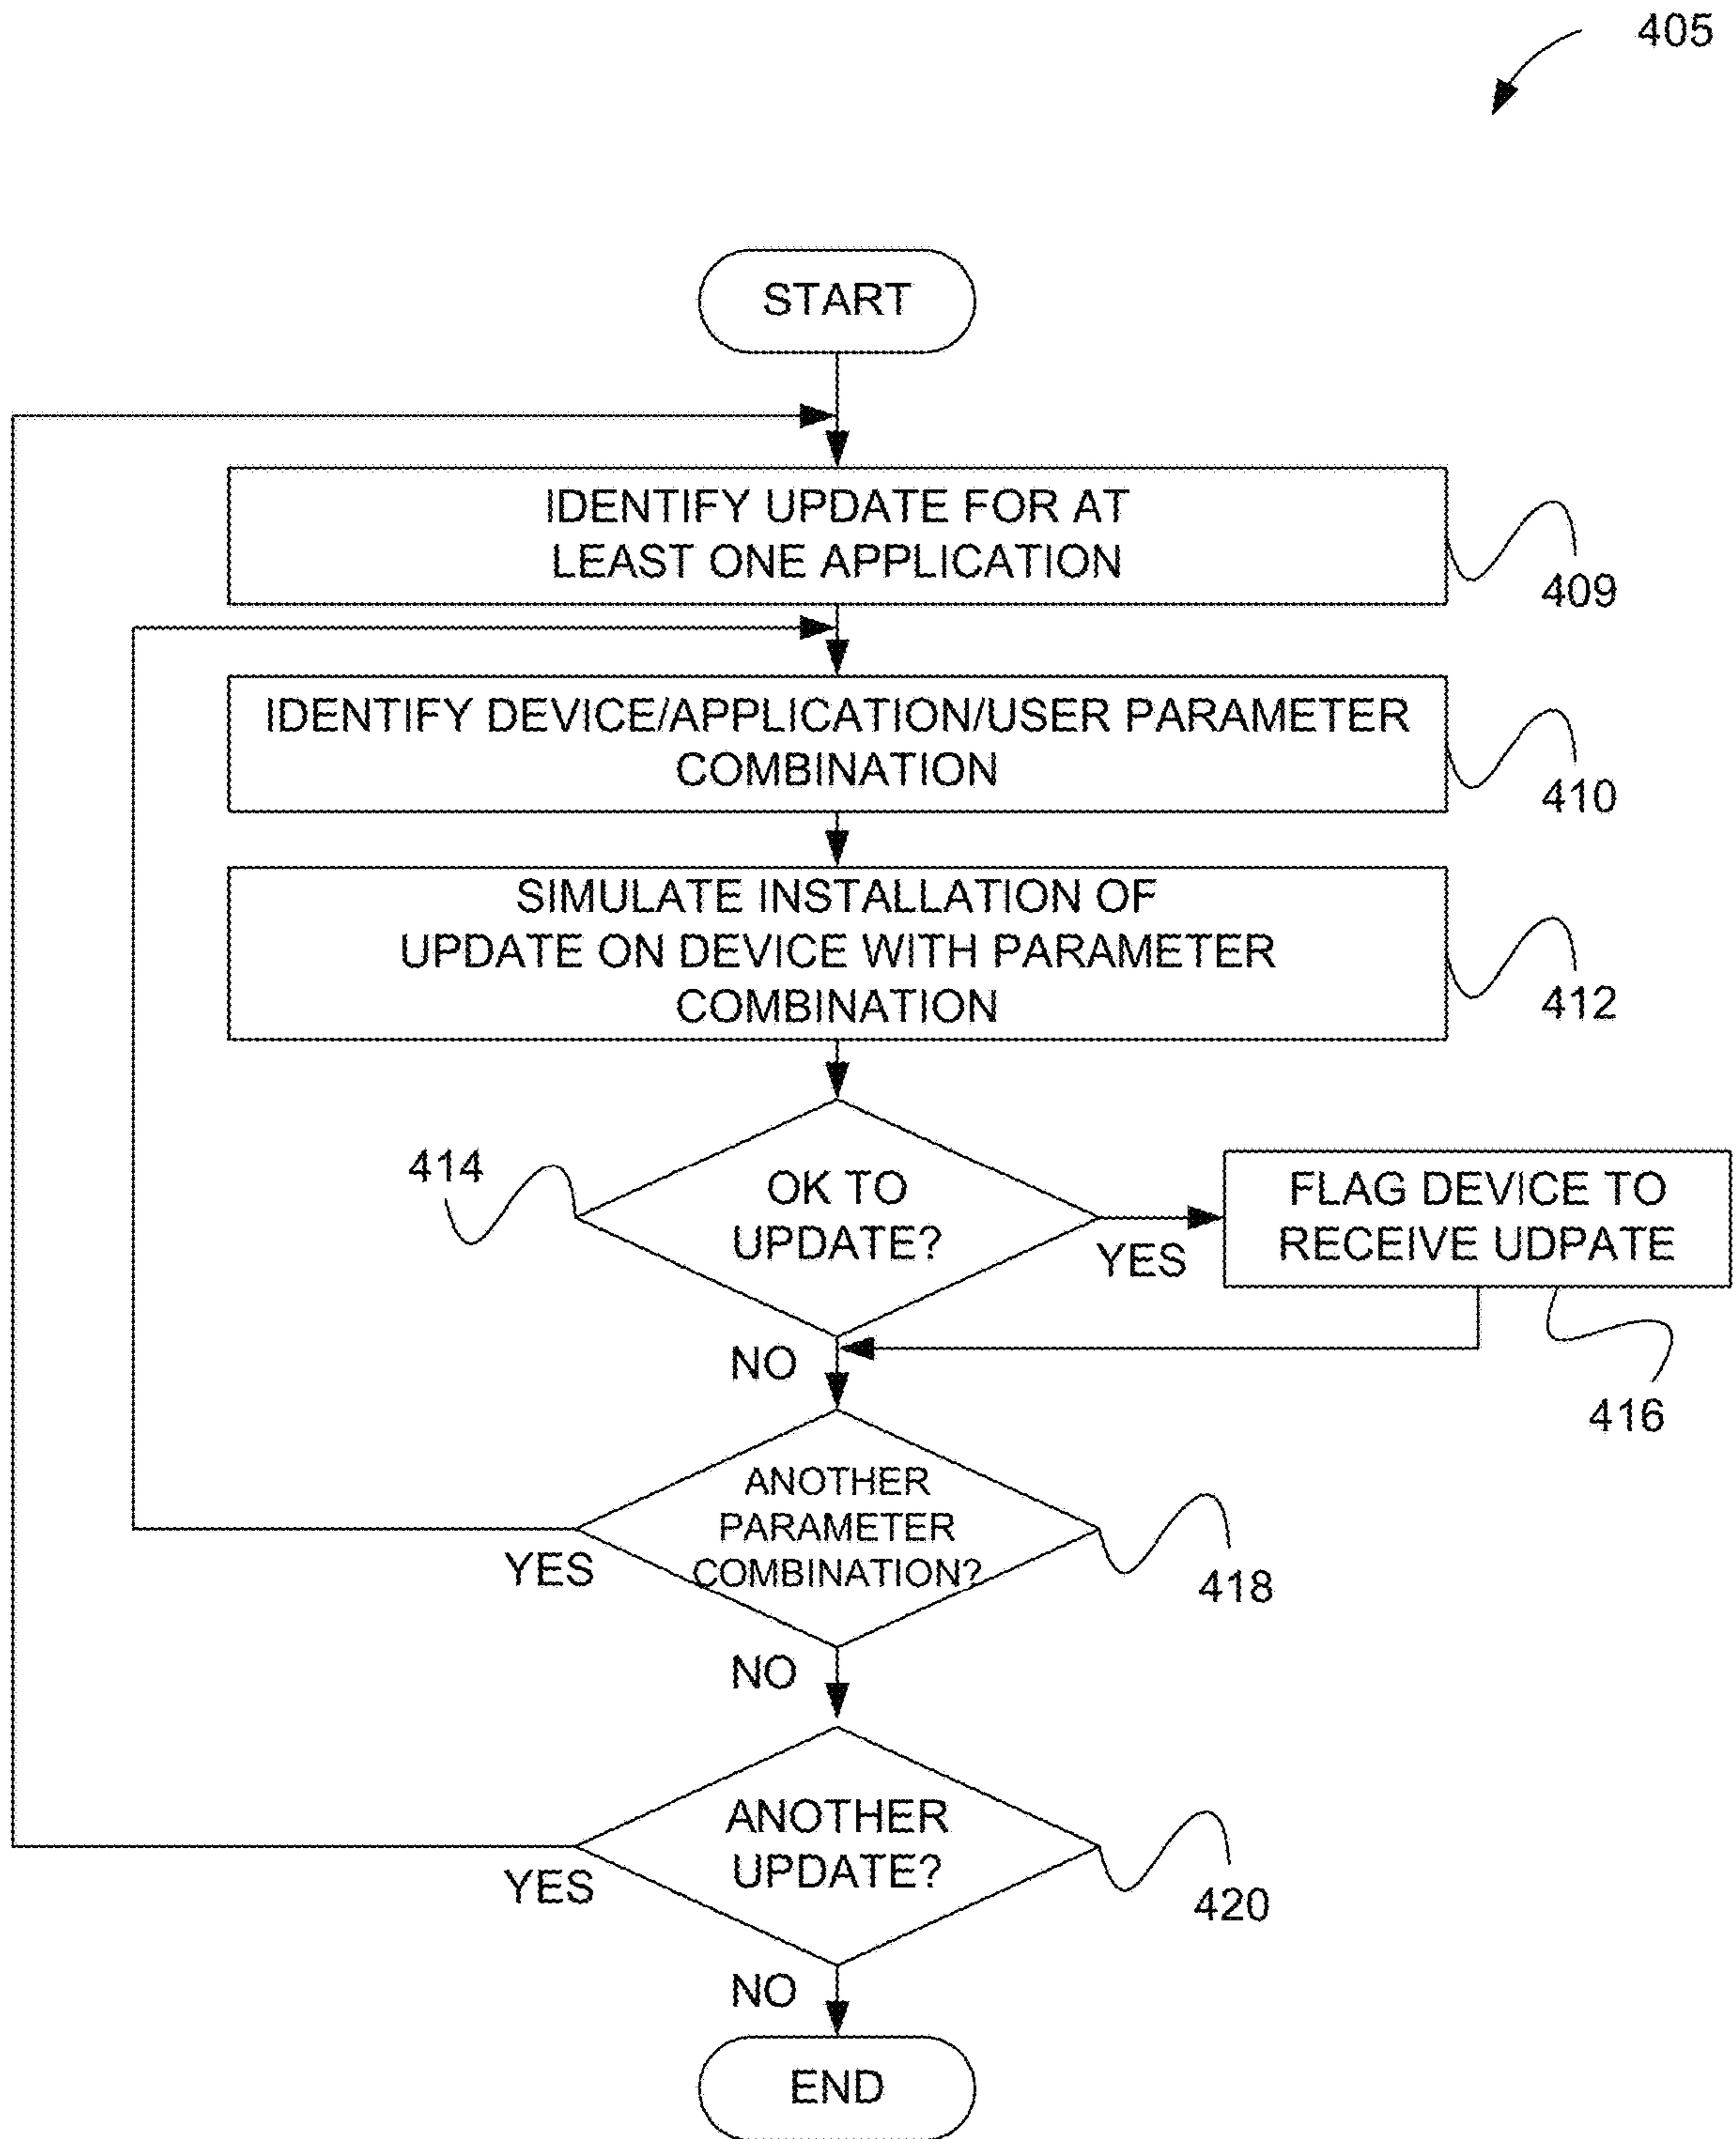 405
START
IDENTIFY UPDATE FOR AT
LEAST ONE APPLICATION
409
IDENTIFY DEVICE/APPLICATION/USER PARAMETER
COMBINATION
410
SIMULATE INSTALLATION OF
UPDATE ON DEVICE WITH PARAMETER
COMBINATION
412
414
OK TO
UPDATE?
YES
FLAG DEVICE TO
RECEIVE UDPATE
416
NO
ANOTHER
PARAMETER
COMBINATION?
YES
418
NO
ANOTHER
UPDATE?
YES
420
NO
END